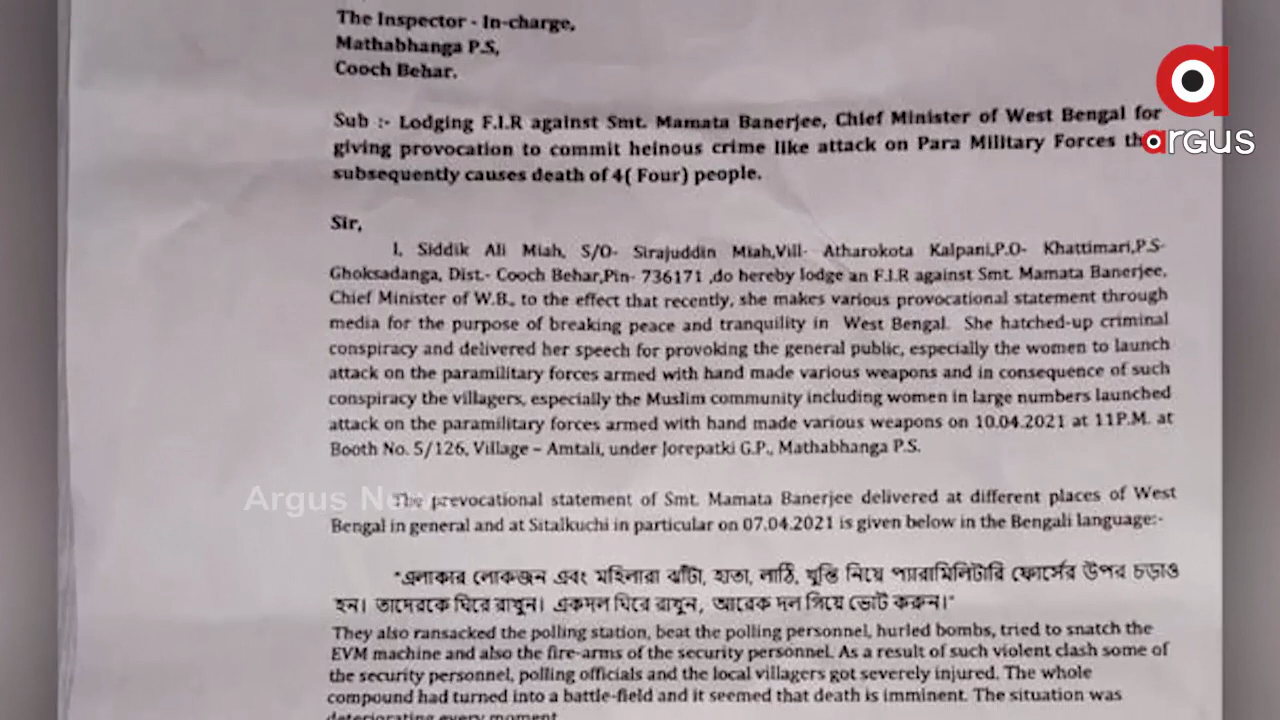 The Inspector - In-charge,
Mathabhanga P.S,
Cooch Behar.
Sub :- Lodging F.I.R against Smt. Mamata Banerjee, Chief Minister of West Bengal for
giving provocation to commit heinous crime like attack on Para Military Forces
subsequently causes death of 4( Four) people.
argus
Sir,
I, Siddik Ali Miah, S/O- Sirajuddin Miah,Vill- Atharokota Kalpani,P.O- Khattimari,P.S-
Ghoksadanga, Dist.- Cooch Behar,Pin- 736171 ,do hereby lodge an F.I.R against Smt. Mamata Banerjee,
Chief Minister of W.B., to the effect that recently, she makes various provocational statement through
media for the purpose of breaking peace and tranquility in West Bengal. She hatched-up criminal
conspiracy and delivered her speech for provoking the general public, especially the women to launch
attack on the paramilitary forces armed with hand made various weapons and in consequence of such
conspiracy the villagers, especially the Muslim community including women in large numbers launched
attack on the paramilitary forces armed with hand made various weapons on 10.04.2021 at 11P.M. at
Booth No. 5/126, Village – Amtali, under Jorepatki G.P., Mathabhanga P.S.
Argus News
The prevocational statement of Smt. Mamata Banerjee delivered at different places of West
Bengal in general and at Sitalkuchi in particular on 07.04.2021 is given below in the Bengali language:-
"এলাকার লোকজন এবং মহিলারা ঝাঁটা, হাতা, লাঠি, খুন্তি নিয়ে প্যারামিলিটারি ফোর্সের উপর চড়াও
হন। তাদেরকে ঘিরে রাখুন। একদল ঘিরে রাখুন, আরেক দল গিয়ে ভোট করুন।"
They also ransacked the polling station, beat the polling personnel, hurled bombs, tried to snatch the
EVM machine and also the fire-arms of the security personnel. As a result of such violent clash some of
the security personnel, polling officials and the local villagers got severely injured. The whole
compound had turned into a battle-field and it seemed that death is imminent. The situation was
deteriorating every moment